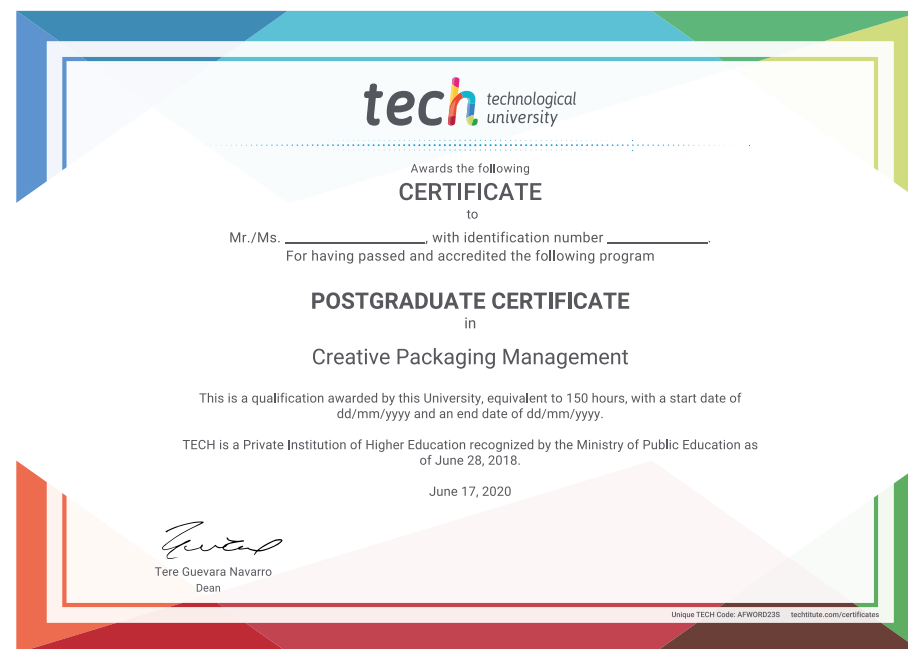 tech technological
university
Awards the following
CERTIFICATE
to
Mr./Ms. ____________________, with identification number ______________.
For having passed and accredited the following program
POSTGRADUATE CERTIFICATE
in
Creative Packaging Management
This is a qualification awarded by this University, equivalent to 150 hours, with a start date of
dd/mm/yyyy and an end date of dd/mm/yyyy.
TECH is a Private Institution of Higher Education recognized by the Ministry of Public Education as
of June 28, 2018.
June 17, 2020
Tere Guevara Navarro
Dean
Unique TECH Code: AFWORD23S techtitute.com/certificates